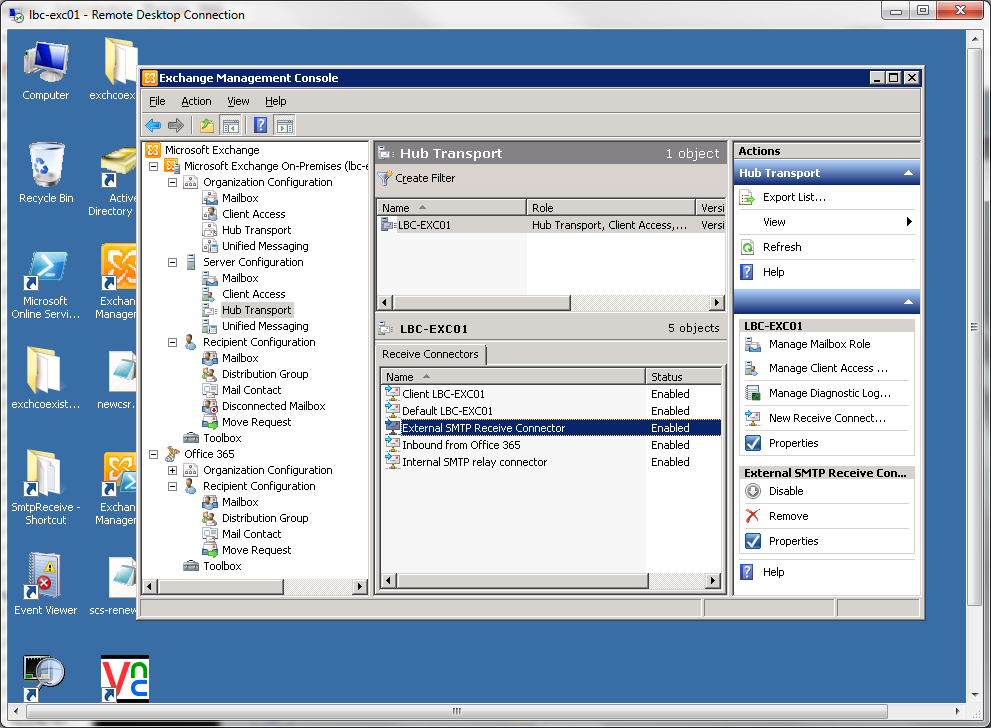 lbc-exc01 - Remote Desktop Connection
Computer
exchcoex
Recycle Bin
Active
Directory
Microsoft
Online Servi...
Exchan
Manager
exchcoexist...
newcsr.
SmtpReceive -
Shortcut
Exchan
Manager
Event Viewer
scs-renew
Vnc
Exchange Management Console
File Action View Help
Microsoft Exchange
Microsoft Exchange On-Premises (lbc-e
Organization Configuration
Mailbox
Client Access
Hub Transport
Unified Messaging
Server Configuration
Mailbox
Client Access
Hub Transport
Unified Messaging
Recipient Configuration
Mailbox
Distribution Group
Mail Contact
Disconnected Mailbox
Move Request
Toolbox
Office 365
Organization Configuration
Recipient Configuration
Mailbox
Distribution Group
Mail Contact
Move Request
Toolbox
Hub Transport 1 object
Create Filter
Name Role Versi
LBC-EXC01 Hub Transport, Client Access,... Versi
LBC-EXC01 5 objects
Receive Connectors
Name Status
Client LBC-EXC01 Enabled
Default LBC-EXC01 Enabled
External SMTP Receive Connector Enabled
Inbound from Office 365 Enabled
Internal SMTP relay connector Enabled
Actions
Hub Transport
Export List...
View
Refresh
Help
LBC-EXC01
Manage Mailbox Role
Manage Client Access ...
Manage Diagnostic Log...
New Receive Connect...
Properties
External SMTP Receive Con...
Disable
Remove
Properties
Help